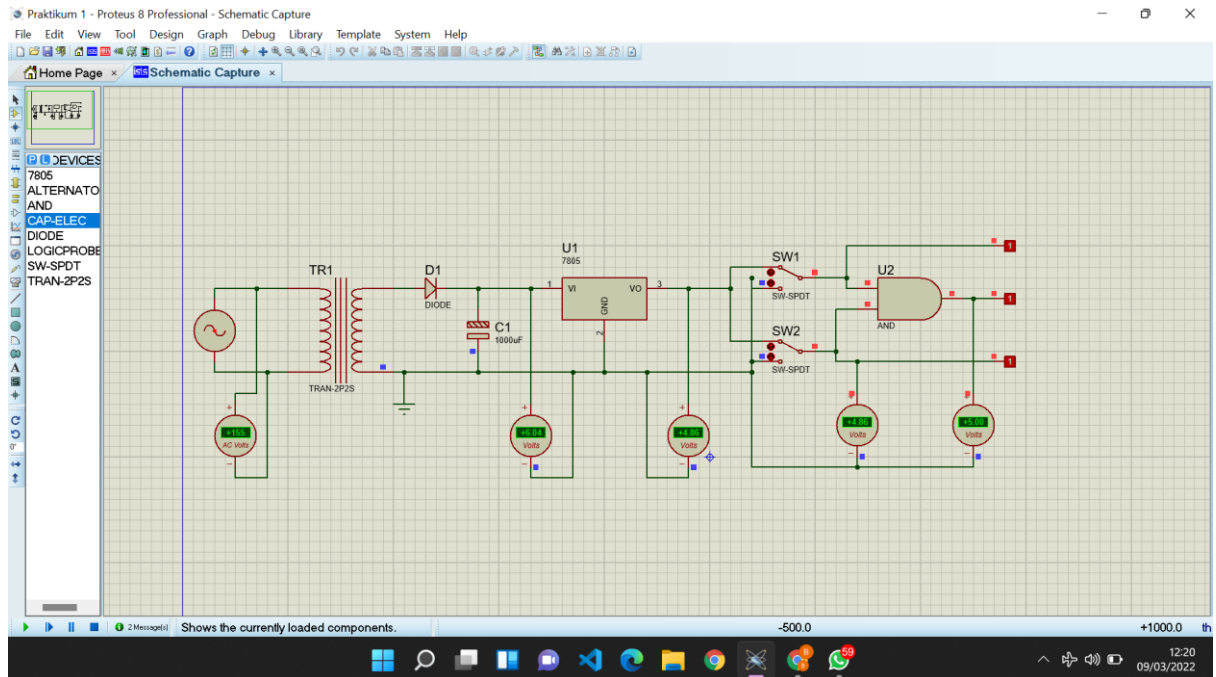 Praktikum 1 - Proteus 8 Professional - Schematic Capture
File Edit View Tool Design Graph Debug Library Template System Help
Home Page × Schematic Capture ×
P L DEVICES
7805
ALTERNATO
AND
CAP-ELEC
DIODE
LOGICPROBE
SW-SPDT
TRAN-2P2S
TR1
TRAN-2P2S
D1
DIODE
C1
1000uF
U1
7805
1 VI VO 3
GND
2
SW1
SW-SPDT
SW2
SW-SPDT
U2
AND
1
1
1
+155
AC Volts
+6.04
Volts
+4.86
Volts
+4.86
Volts
+5.00
Volts
A
S
0°
2 Message(s) Shows the currently loaded components. -500.0 +1000.0 th
8
59
12:20
09/03/2022